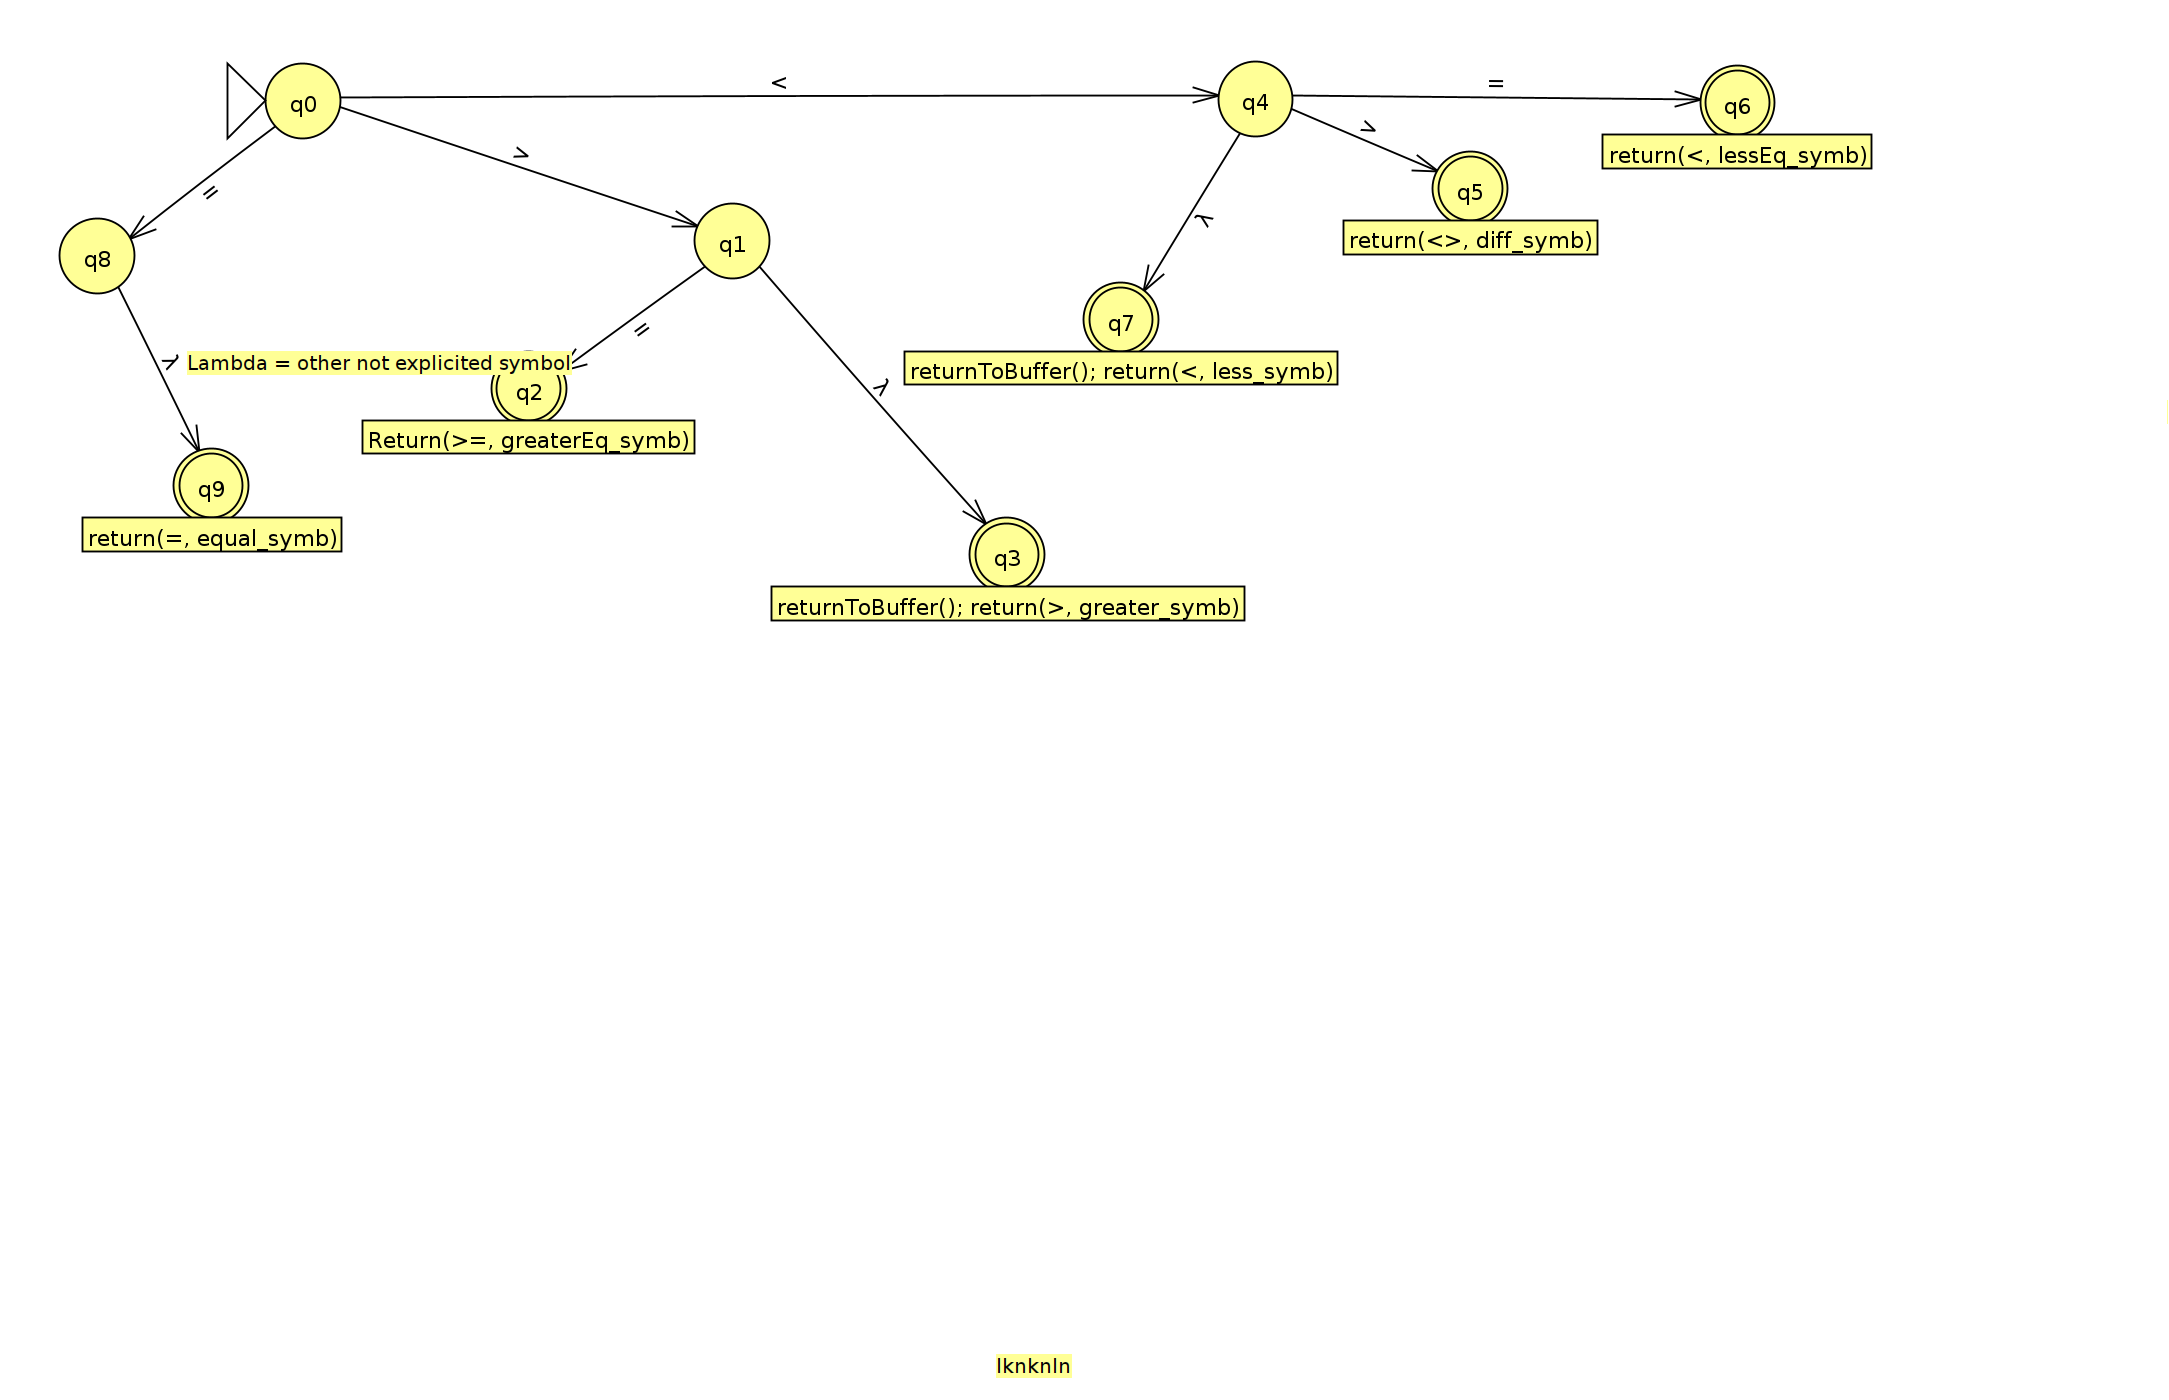 <
=
q0
q4
q6
>
>
return(<, lessEq_symb)
=
q5
λ
q1
return(<>, diff_symb)
q8
q7
=
λ
Lambda = other not explicited symbol
returnToBuffer(); return(<, less_symb)
q2
λ
Return(>=, greaterEq_symb)
q9
return(=, equal_symb)
q3
returnToBuffer(); return(>, greater_symb)
lknknln